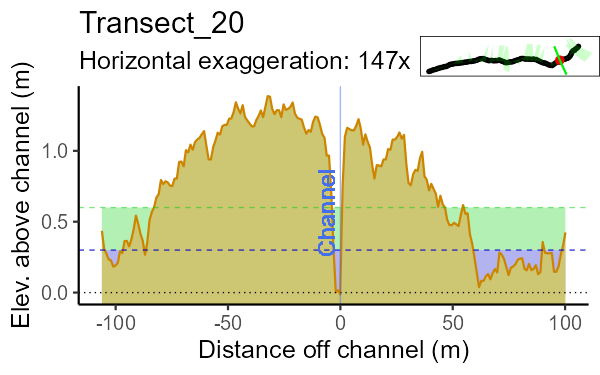 Transect_20
Horizontal exaggeration: 147x
Elev. above channel (m)
1.0
0.5
0.0
Channel
-100
-50
0
50
100
Distance off channel (m)